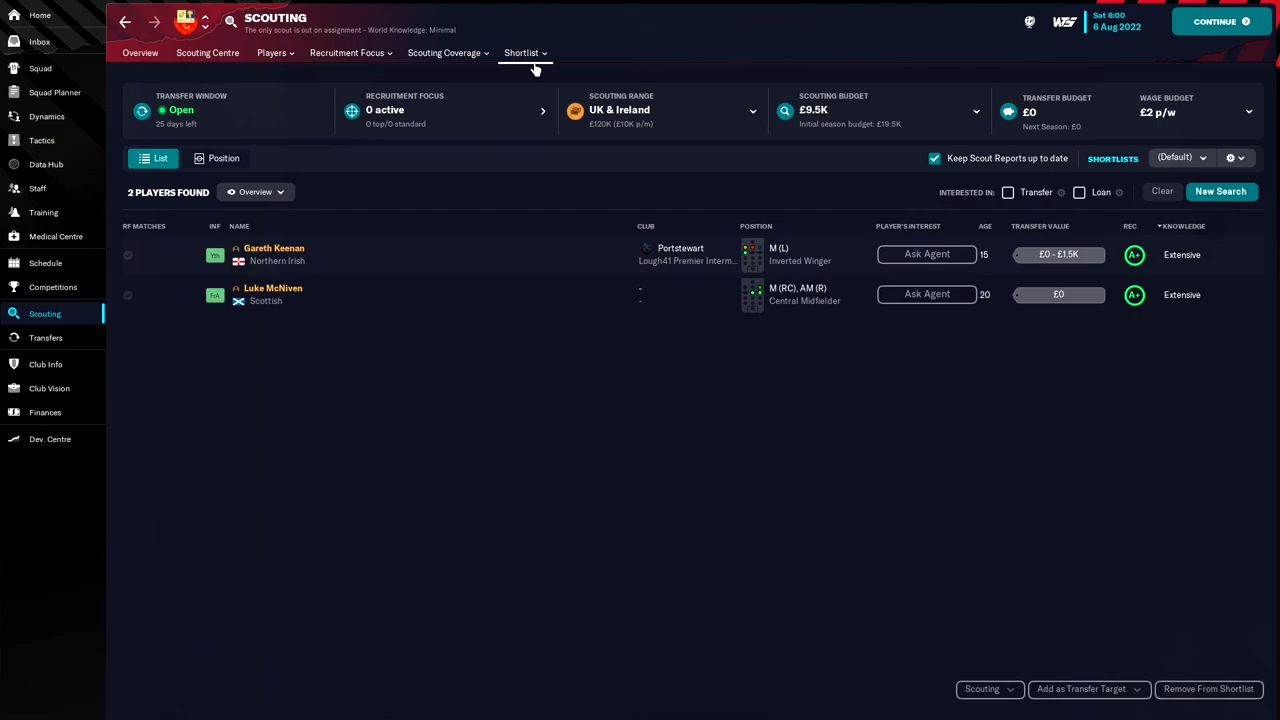 Home
Inbox
Squad
Squad Planner
Dynamics
Tactics
Data Hub
Staff
Training
Medical Centre
Schedule
Competitions
Scouting
Transfers
Club Info
Club Vision
Finances
Dev. Centre
SCOUTING
The only scout is out on assignment - World Knowledge: Minimal
Sat 8:00
6 Aug 2022
CONTINUE
Overview Scouting Centre Players Recruitment Focus Scouting Coverage Shortlist
TRANSFER WINDOW
Open
25 days left
RECRUITMENT FOCUS
0 active
0 top/0 standard
SCOUTING RANGE
UK & Ireland
£120K (£10K p/m)
SCOUTING BUDGET
£9.5K
Initial season budget: £19.5K
TRANSFER BUDGET
£0
Next Season: £0
WAGE BUDGET
£2 p/w
List Position Keep Scout Reports up to date SHORTLISTS (Default)
2 PLAYERS FOUND Overview INTERESTED IN: Transfer Loan Clear New Search
RF MATCHES INF NAME CLUB POSITION PLAYER'S INTEREST AGE TRANSFER VALUE REC KNOWLEDGE
Yth Gareth Keenan Portstewart M (L) Ask Agent 15 £0 - £1.5K A+ Extensive
Northern Irish Lough41 Premier Interm... Inverted Winger
FrA Luke McNiven - M (RC), AM (R) Ask Agent 20 £0 A+ Extensive
Scottish - Central Midfielder
Scouting Add as Transfer Target Remove From Shortlist